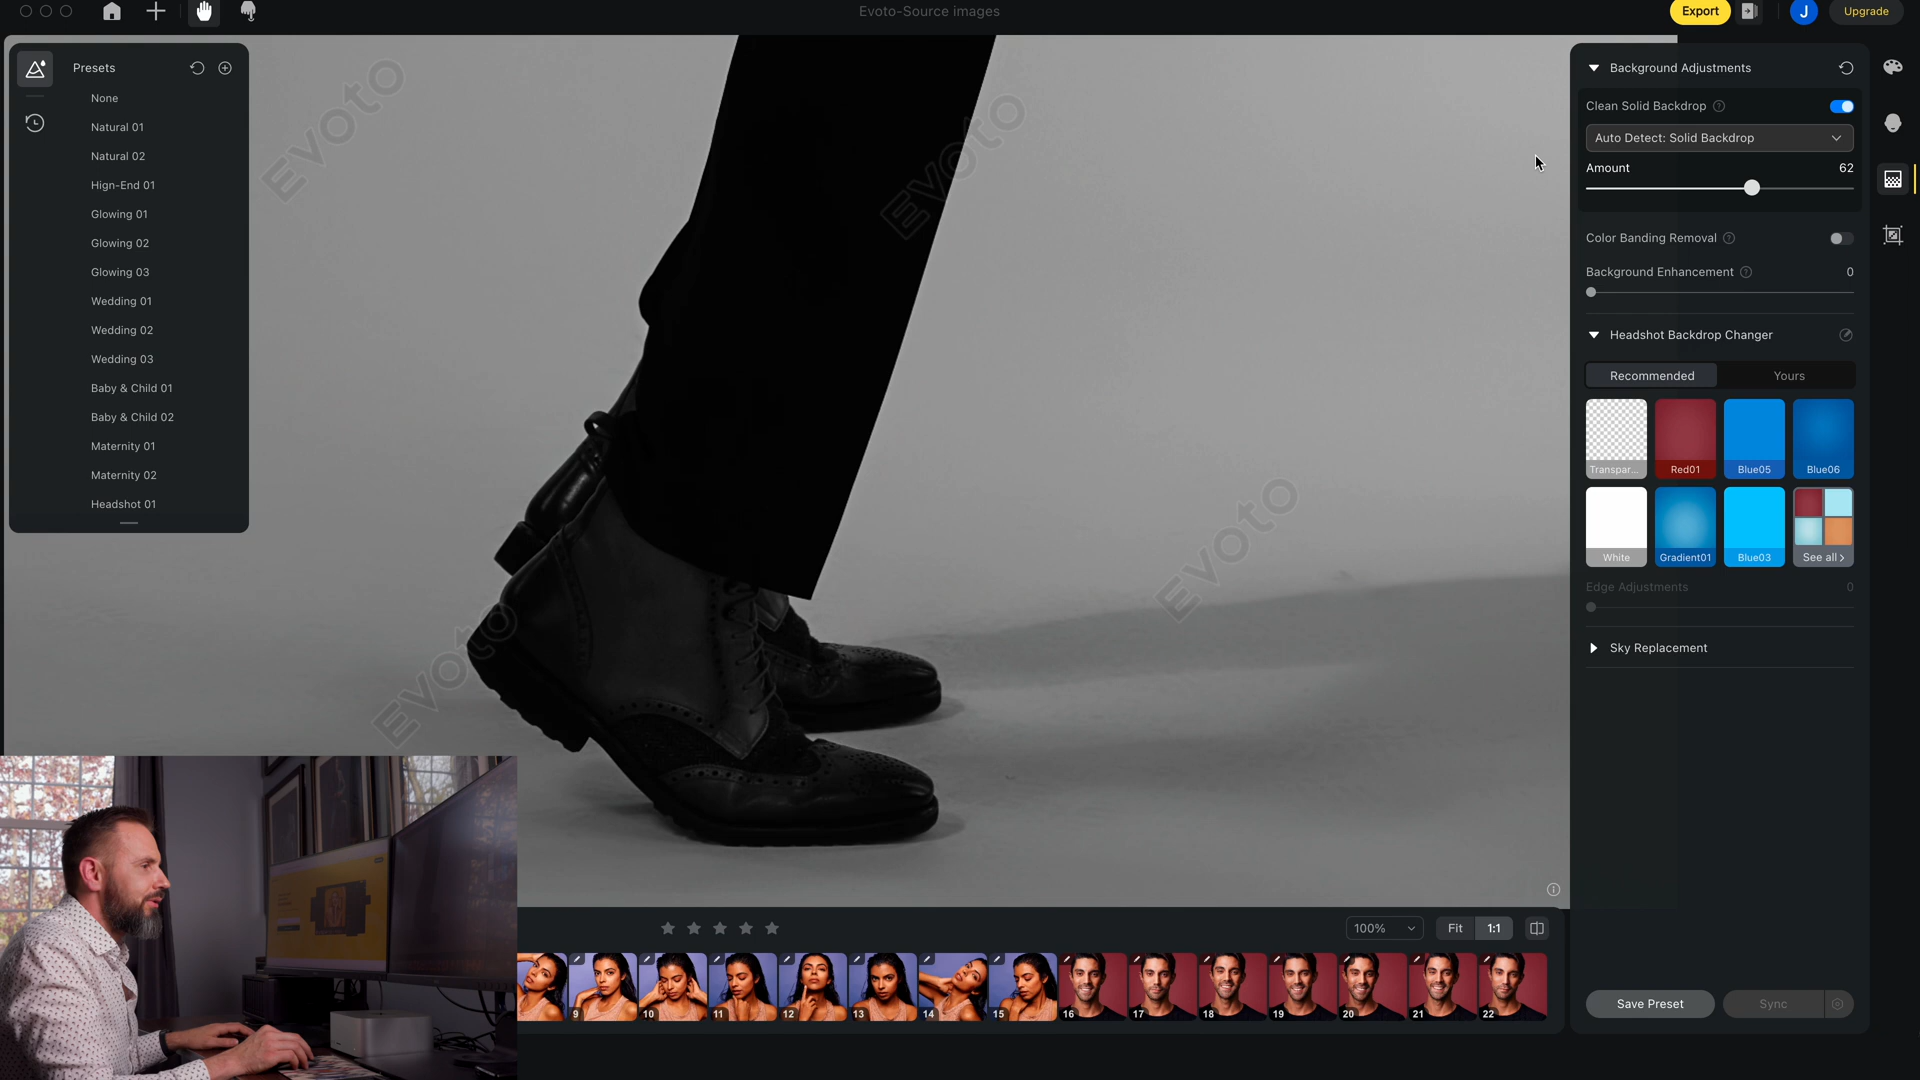 Evoto-Source images
Export
J
Upgrade
Presets
None
Natural 01
Natural 02
Hign-End 01
Glowing 01
Glowing 02
Glowing 03
Wedding 01
Wedding 02
Wedding 03
Baby & Child 01
Baby & Child 02
Maternity 01
Maternity 02
Headshot 01
Evoto
Evoto
Evoto
Evoto
Background Adjustments
Clean Solid Backdrop
Auto Detect: Solid Backdrop
Amount 62
Color Banding Removal
Background Enhancement 0
Headshot Backdrop Changer
Recommended Yours
Transpar... Red01 Blue05 Blue06
White Gradient01 Blue03 See all >
Edge Adjustments 0
Sky Replacement
100% Fit 1:1
9 10 11 12 13 14 15 16 17 18 19 20 21 22
Save Preset Sync